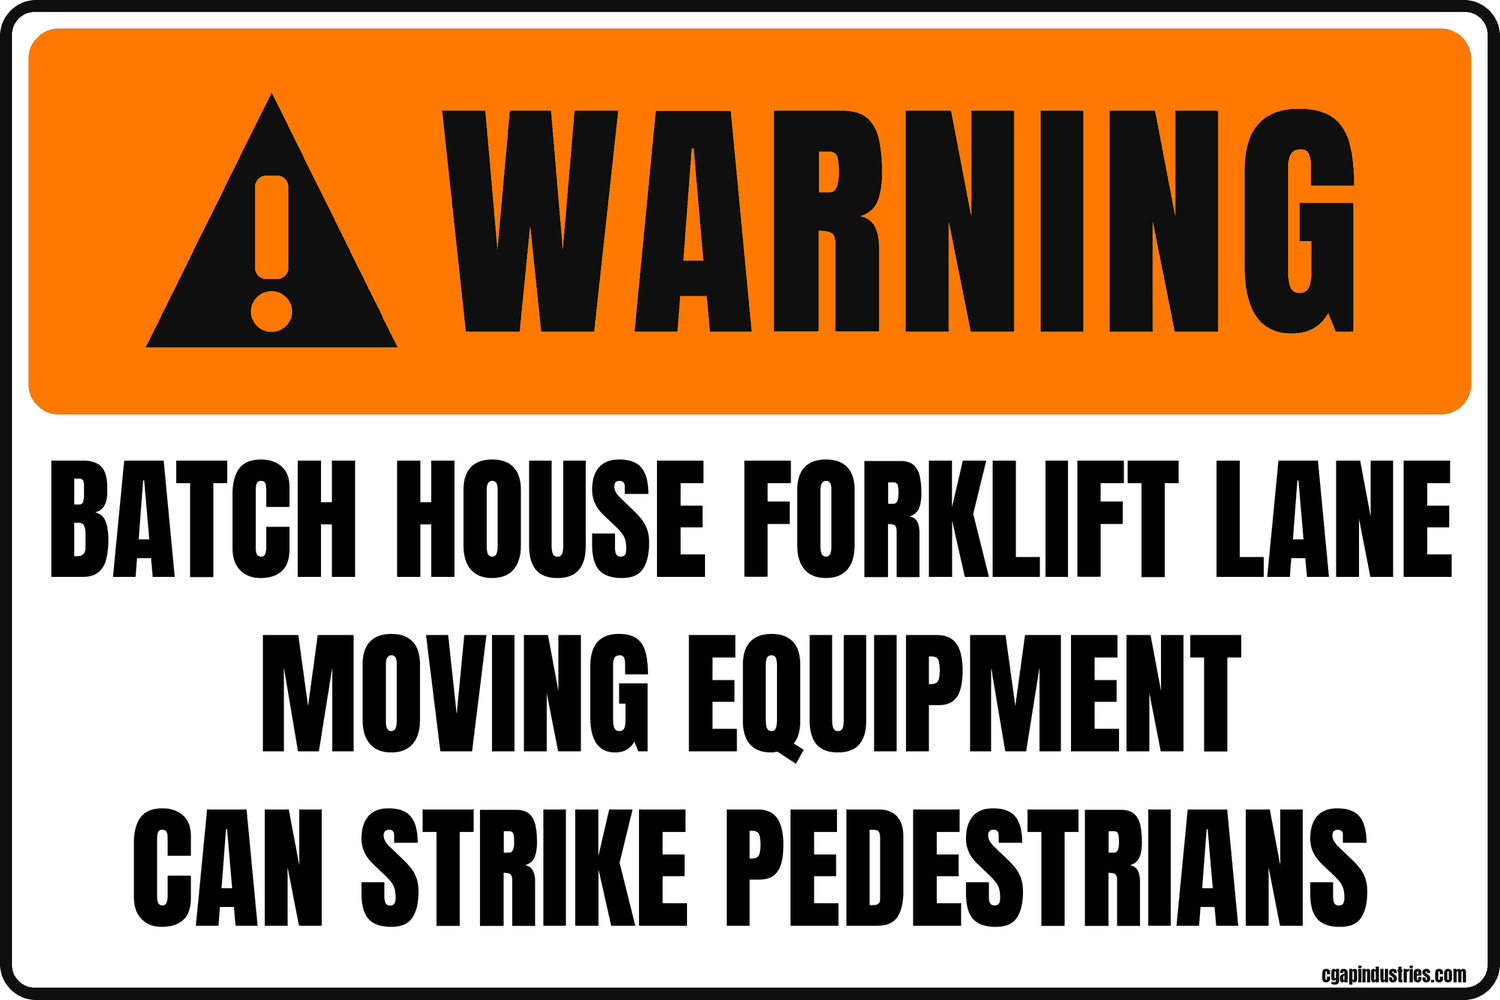 WARNING
BATCH HOUSE FORKLIFT LANE
MOVING EQUIPMENT
CAN STRIKE PEDESTRIANS
cgapindustries.com